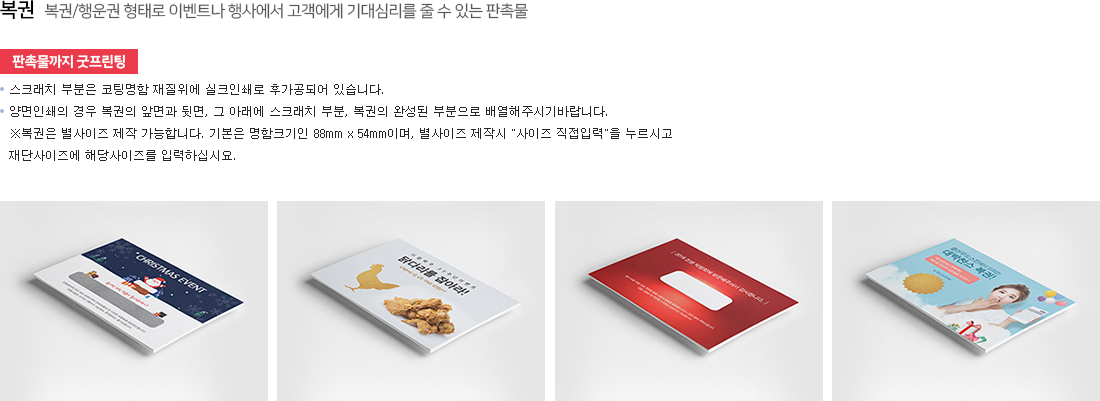 복권 복권/행운권 형태로 이벤트나 행사에서 고객에게 기대심리를 줄 수 있는 판촉물
판촉물까지 굿프린팅
스크래치 부분은 코팅명함 재질위에 실크인쇄로 후가공되어 있습니다.
양면인쇄의 경우 복권의 앞면과 뒷면, 그 아래에 스크래치 부분, 복권의 완성된 부분으로 배열해주시기바랍니다.
※복권은 별사이즈 제작 가능합니다. 기본은 명함크기인 88mm x 54mm이며, 별사이즈 제작시 "사이즈 직접입력"을 누르시고
재단사이즈에 해당사이즈를 입력하십시요.
CHRISTMAS EVENT
닭다리를 잡아라!
대박찬스 복권!